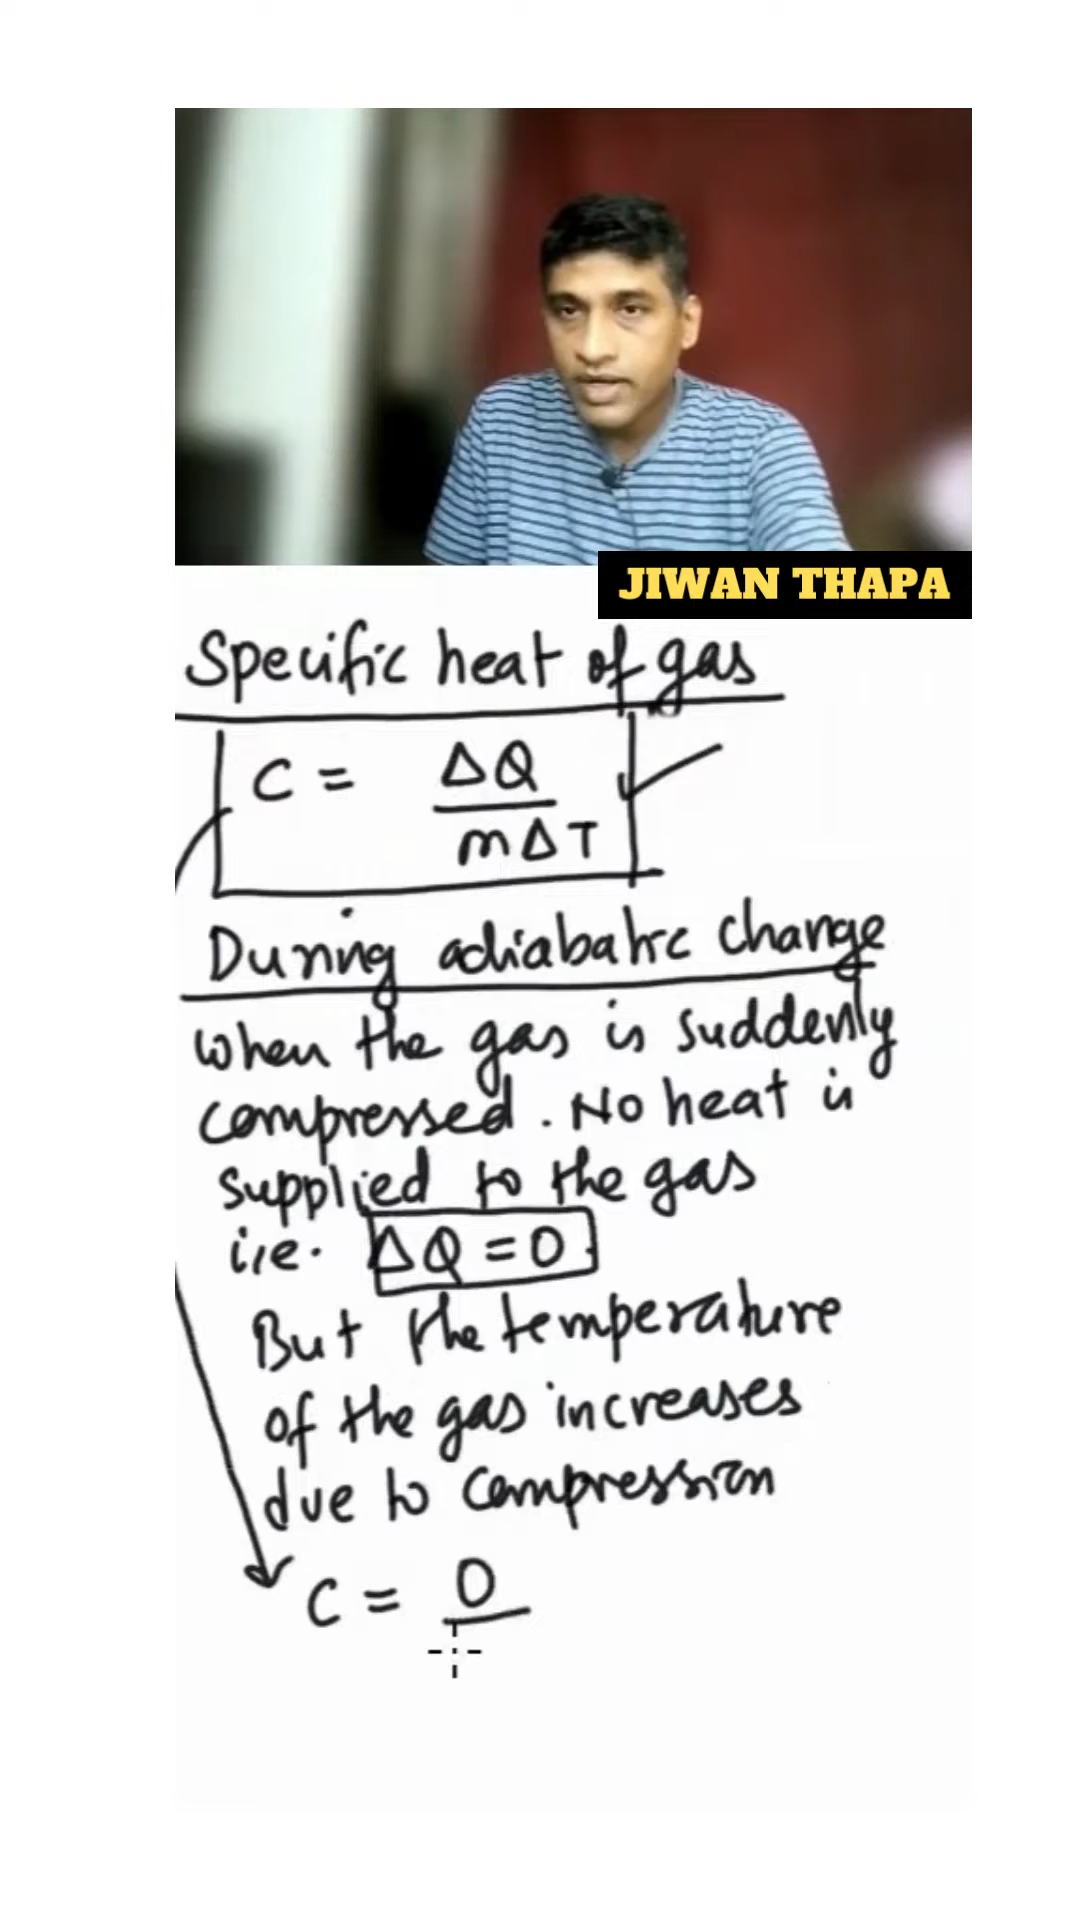 JIWAN THAPA
Specific heat of gas
C = ΔQ
mΔT
During adiabatic change
when the gas is suddenly
compressed. No heat is
supplied to the gas
i.e. ΔQ = 0
But the temperature
of the gas increases
due to compression
C = 0